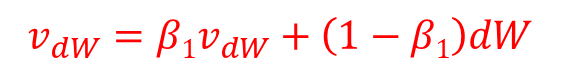 v_{dW} = β_1 v_{dW} + (1 − β_1)dW